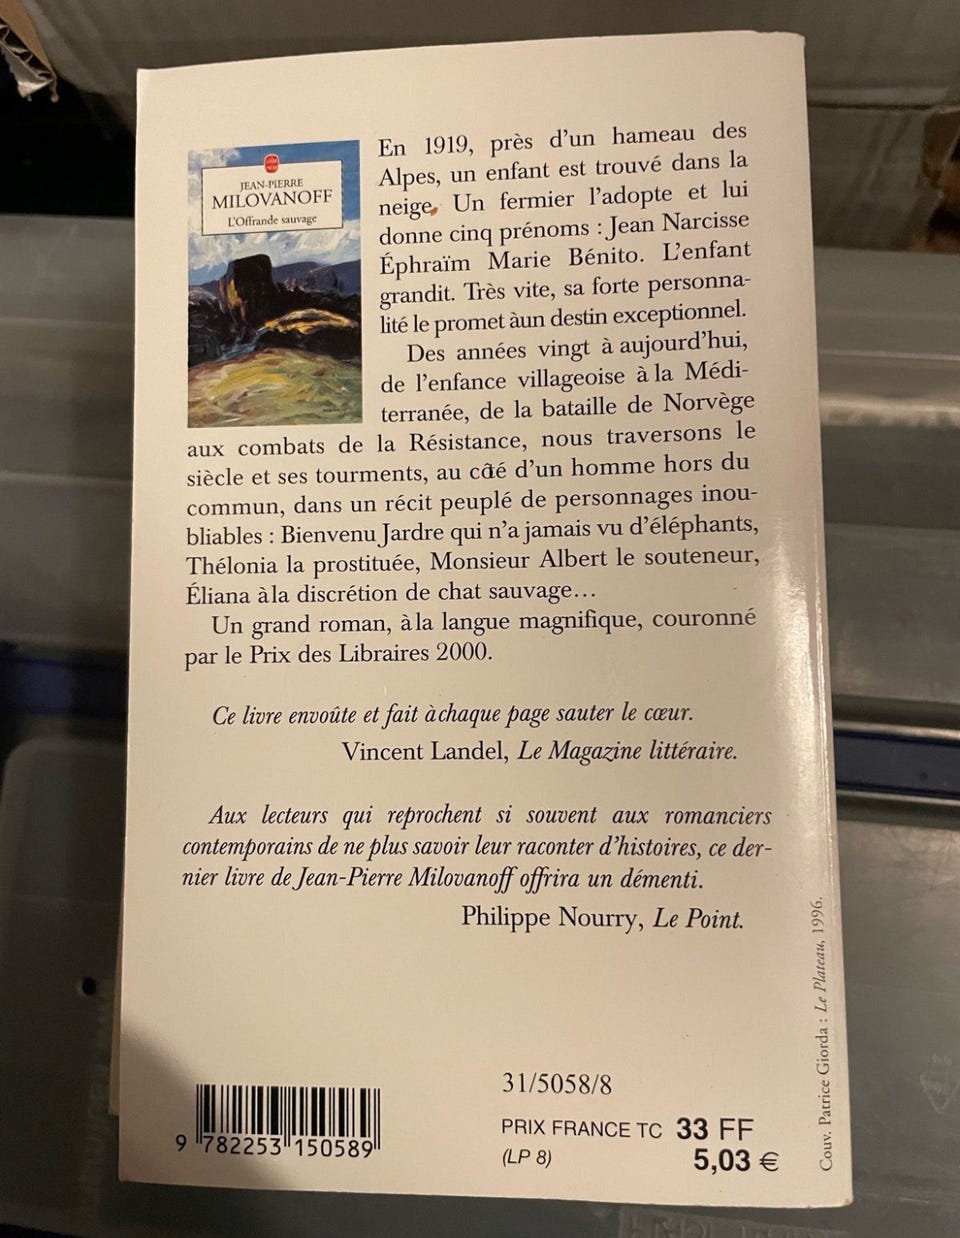 JEAN-PIERRE
MILOVANOFF
L'Offrande sauvage
En 1919, près d'un hameau des
Alpes, un enfant est trouvé dans la
neige. Un fermier l'adopte et lui
donne cinq prénoms : Jean Narcisse
Éphraïm Marie Bénito. L'enfant
grandit. Très vite, sa forte personna-
lité le promet àun destin exceptionnel.
Des années vingt à aujourd'hui,
de l'enfance villageoise à la Médi-
terranée, de la bataille de Norvège
aux combats de la Résistance, nous traversons le
siècle et ses tourments, au d'un homme hors du
commun, dans un récit peuplé de personnages inou-
bliables : Bienvenu Jardre qui n'a jamais vu d'éléphants,
Thélonia la prostituée, Monsieur Albert le souteneur,
Éliana àla discrétion de chat sauvage...
Un grand roman, àla langue magnifique, couronné
par le Prix des Libraires 2000.
Ce livre envoûte et fait àchaque page sauter le cœur.
Vincent Landel, Le Magazine littéraire.
Aux lecteurs qui reprochent si souvent aux romanciers
contemporains de ne plus savoir leur raconter d'histoires, ce der-
nier livre de Jean-Pierre Milovanoff offrira un démenti.
Philippe Nourry, Le Point.
Couv. Patrice Giorda : Le Plateau, 1996.
31/5058/8
PRIX FRANCE TC 33 FF
(LP 8) 5,03 €
9 782253 150589